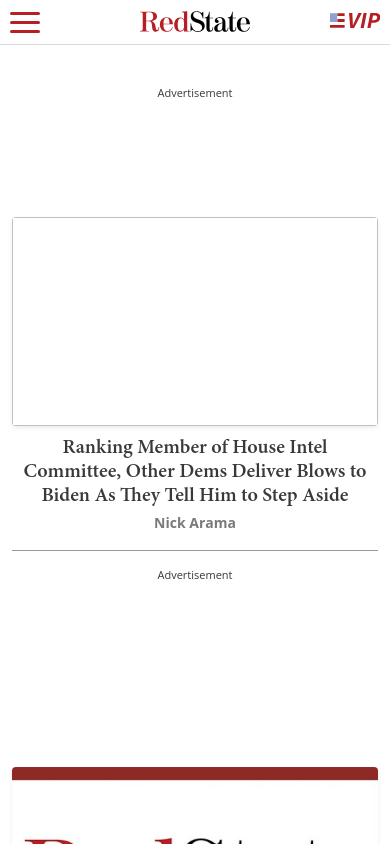 RedState
VIP
Advertisement
Ranking Member of House Intel
Committee, Other Dems Deliver Blows to
Biden As They Tell Him to Step Aside
Nick Arama
Advertisement